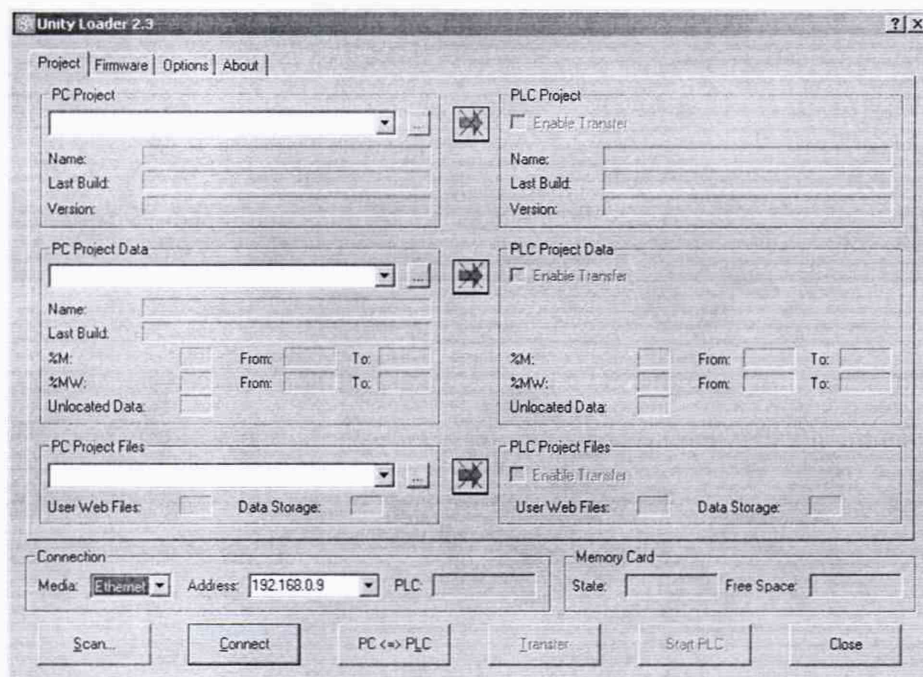 Unity Loader 2.3
Project Firmware Options About
PC Project
...
Name:
Last Build:
Version:
PLC Project
Enable Transfer
Name:
Last Build:
Version:
PC Project Data
...
Name:
Last Build:
%M: From: To:
%MW: From: To:
Unlocated Data:
PLC Project Data
Enable Transfer
%M: From: To:
%MW: From: To:
Unlocated Data:
PC Project Files
...
User Web Files: Data Storage:
PLC Project Files
Enable Transfer
User Web Files: Data Storage:
Connection
Media: Ethernet Address: 192.168.0.9 PLC:
Memory Card
State: Free Space:
Scan... Connect PC <=> PLC Transfer Start PLC Close